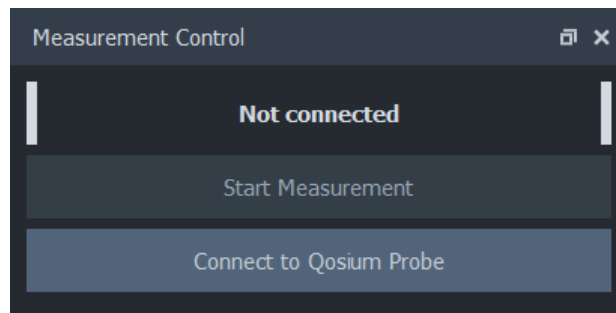 Measurement Control
Not connected
Start Measurement
Connect to Qosium Probe